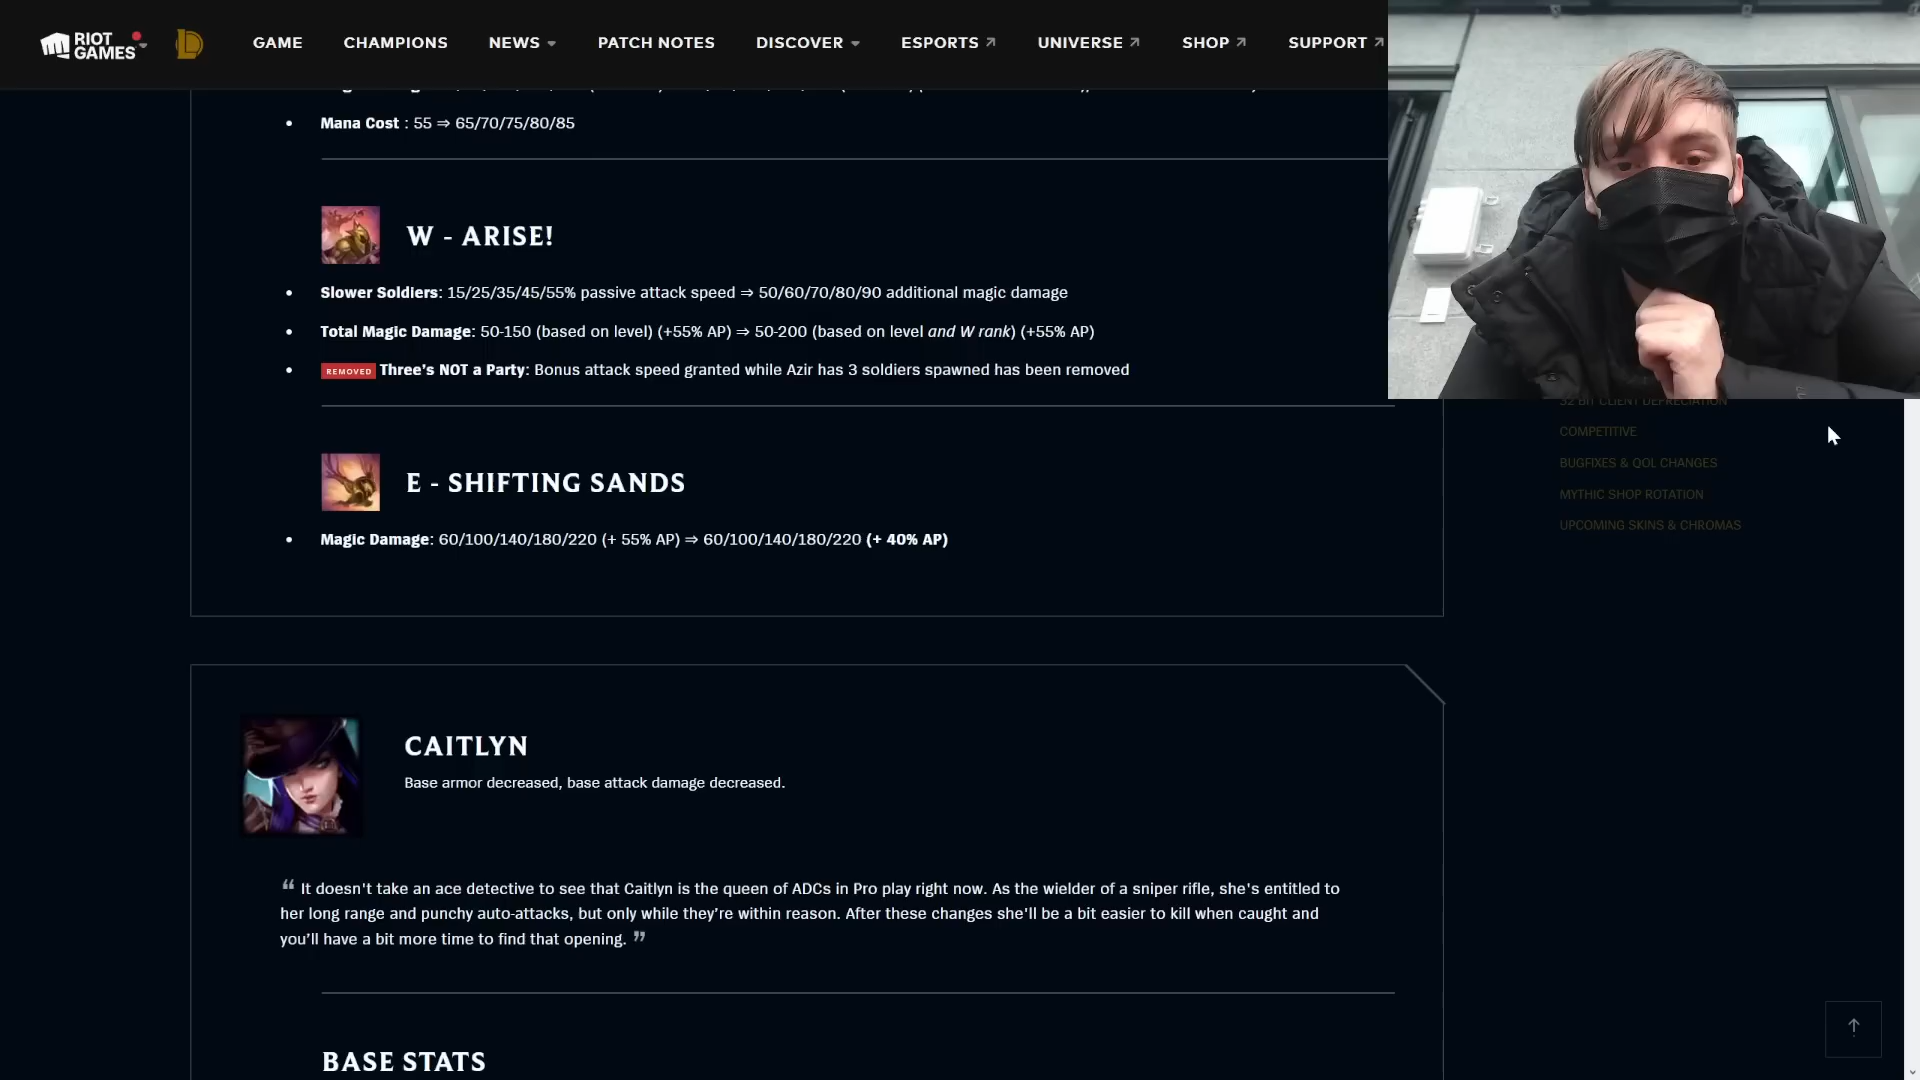 RIOT GAMES
GAME CHAMPIONS NEWS PATCH NOTES DISCOVER ESPORTS UNIVERSE SHOP SUPPORT
Mana Cost : 55 ⇒ 65/70/75/80/85
W - ARISE!
Slower Soldiers: 15/25/35/45/55% passive attack speed ⇒ 50/60/70/80/90 additional magic damage
Total Magic Damage: 50-150 (based on level) (+55% AP) ⇒ 50-200 (based on level and W rank) (+55% AP)
REMOVED Three's NOT a Party: Bonus attack speed granted while Azir has 3 soldiers spawned has been removed
32 BIT CLIENT DEPRECIATION
COMPETITIVE
BUGFIXES & QOL CHANGES
MYTHIC SHOP ROTATION
UPCOMING SKINS & CHROMAS
E - SHIFTING SANDS
Magic Damage: 60/100/140/180/220 (+ 55% AP) ⇒ 60/100/140/180/220 (+ 40% AP)
CAITLYN
Base armor decreased, base attack damage decreased.
“ It doesn't take an ace detective to see that Caitlyn is the queen of ADCs in Pro play right now. As the wielder of a sniper rifle, she's entitled to
her long range and punchy auto-attacks, but only while they’re within reason. After these changes she'll be a bit easier to kill when caught and
you’ll have a bit more time to find that opening. ”
BASE STATS